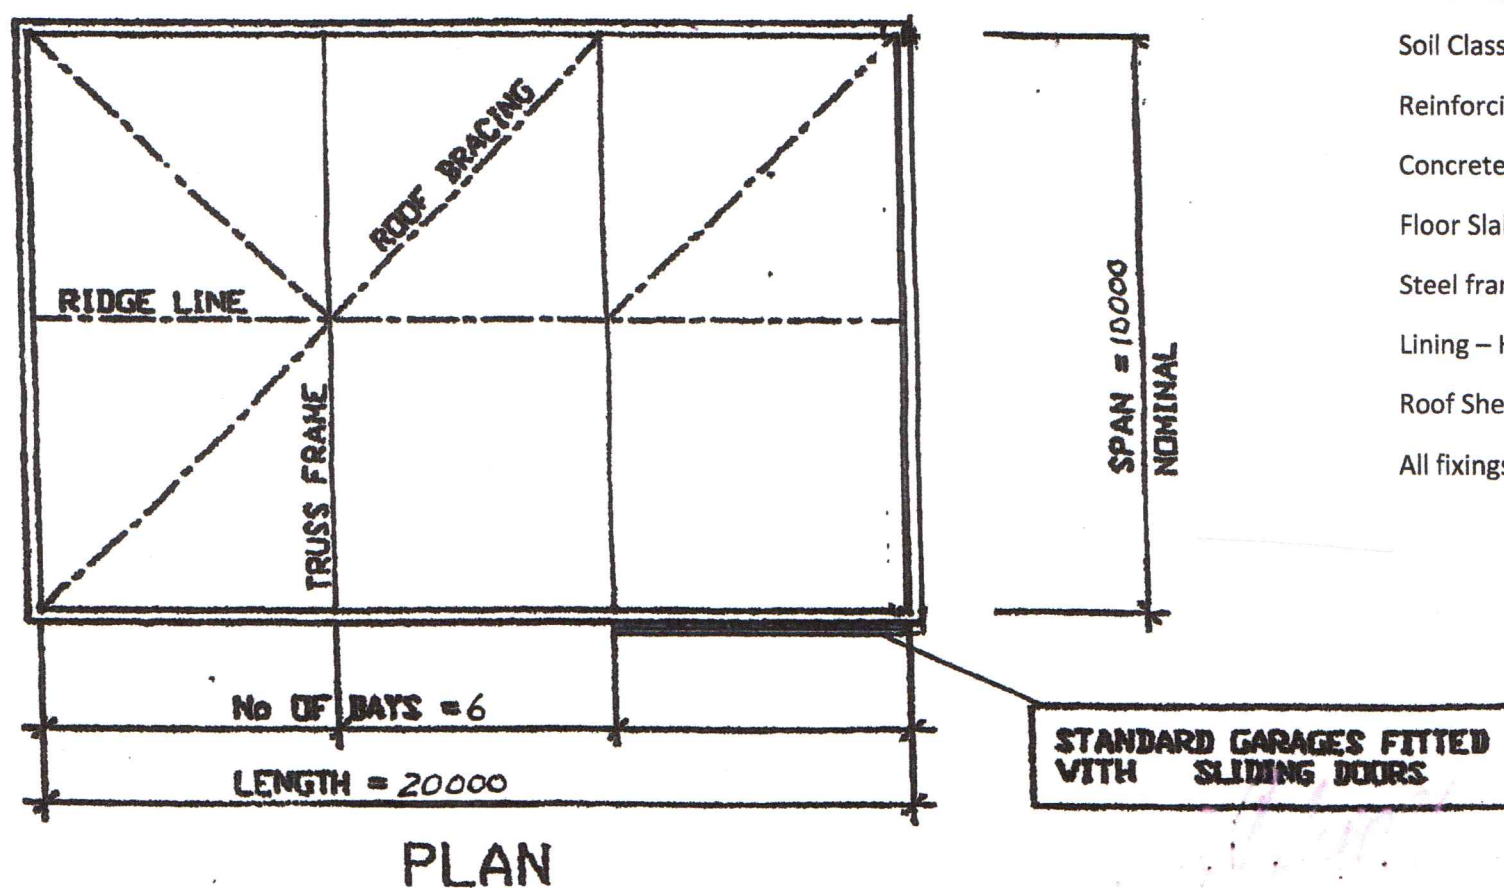 ROOF BRACING
RIDGE LINE
TRUSS FRAME
SPAN = 10000
NOMINAL
No OF BAYS = 6
LENGTH = 20000
PLAN
STANDARD GARAGES FITTED
WITH SLIDING DOORS
Soil Class
Reinforci
Concrete
Floor Sla
Steel fra
Lining – H
Roof She
All fixings